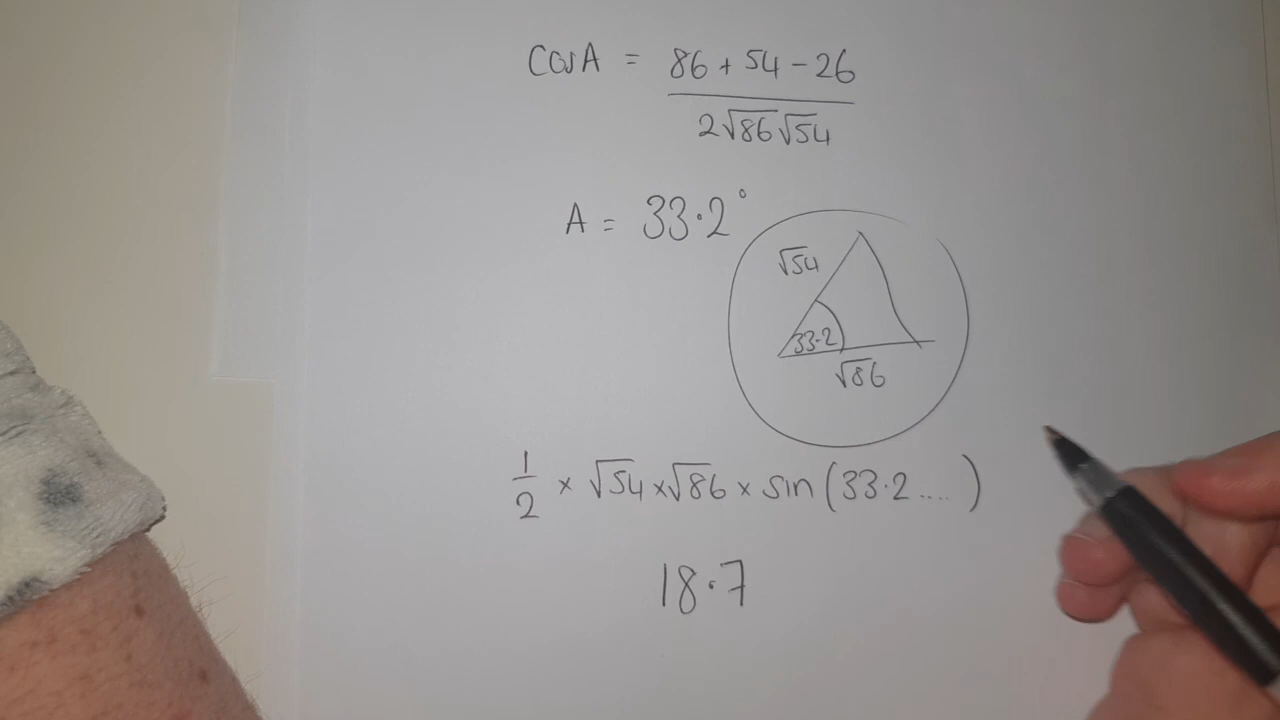 cos A = 86 + 54 - 26
2√86√54
A = 33·2°
√54
33·2
√86
1/2 × √54 × √86 × sin (33·2 ....)
18·7